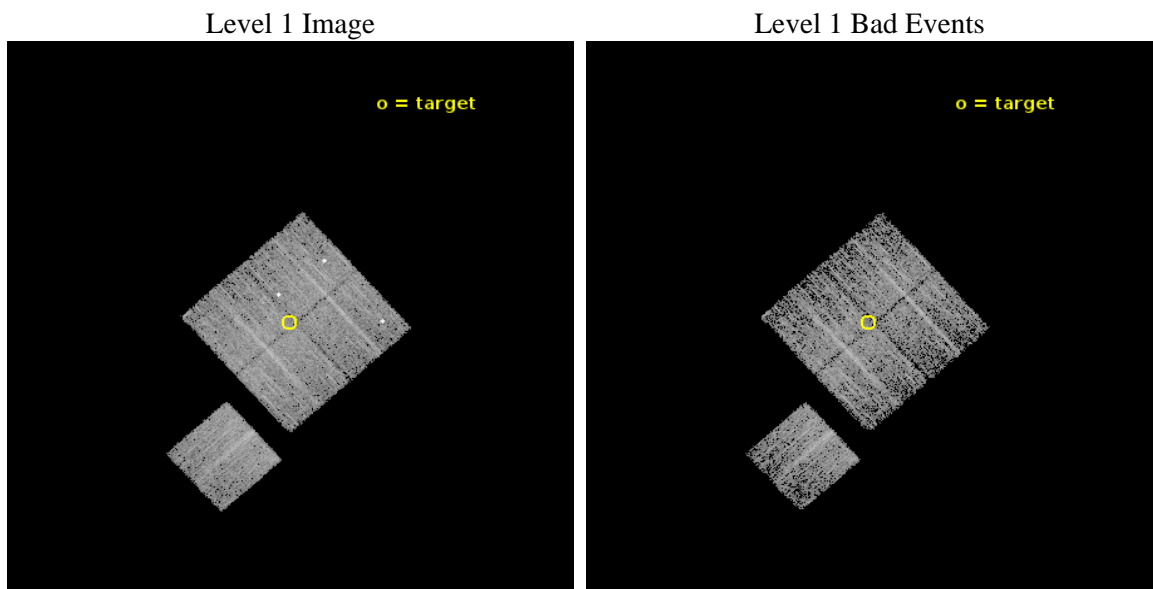 Level 1 Image
Level 1 Bad Events
o = target
o = target